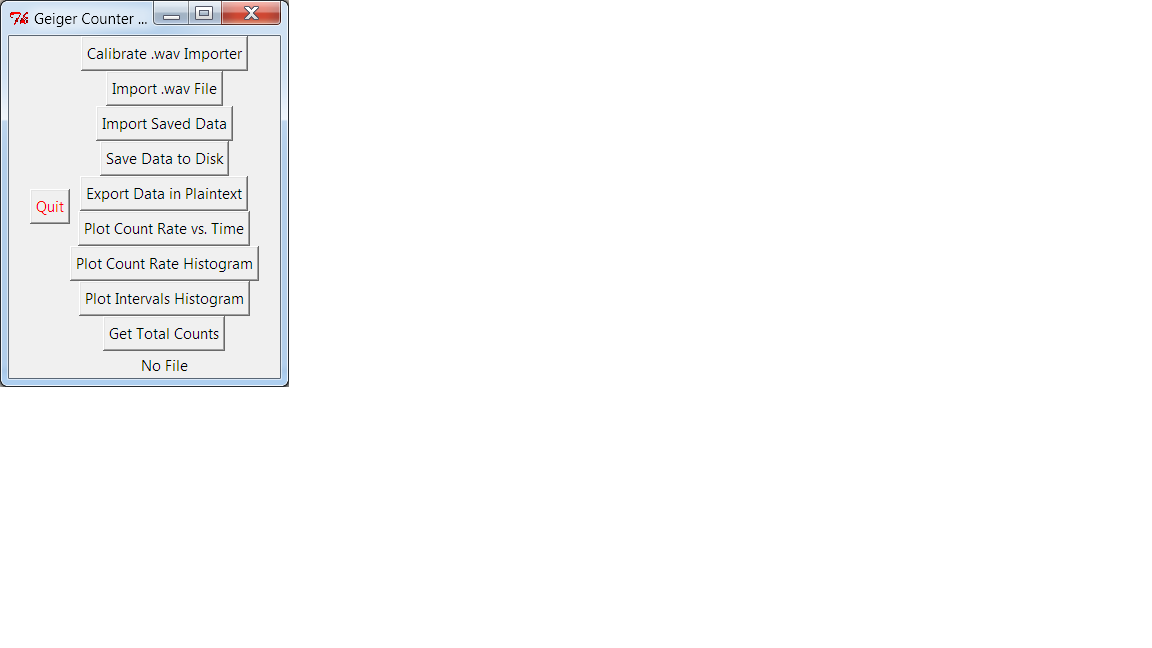 Geiger Counter ...
Calibrate .wav Importer
Import .wav File
Import Saved Data
Save Data to Disk
Export Data in Plaintext
Quit
Plot Count Rate vs. Time
Plot Count Rate Histogram
Plot Intervals Histogram
Get Total Counts
No File